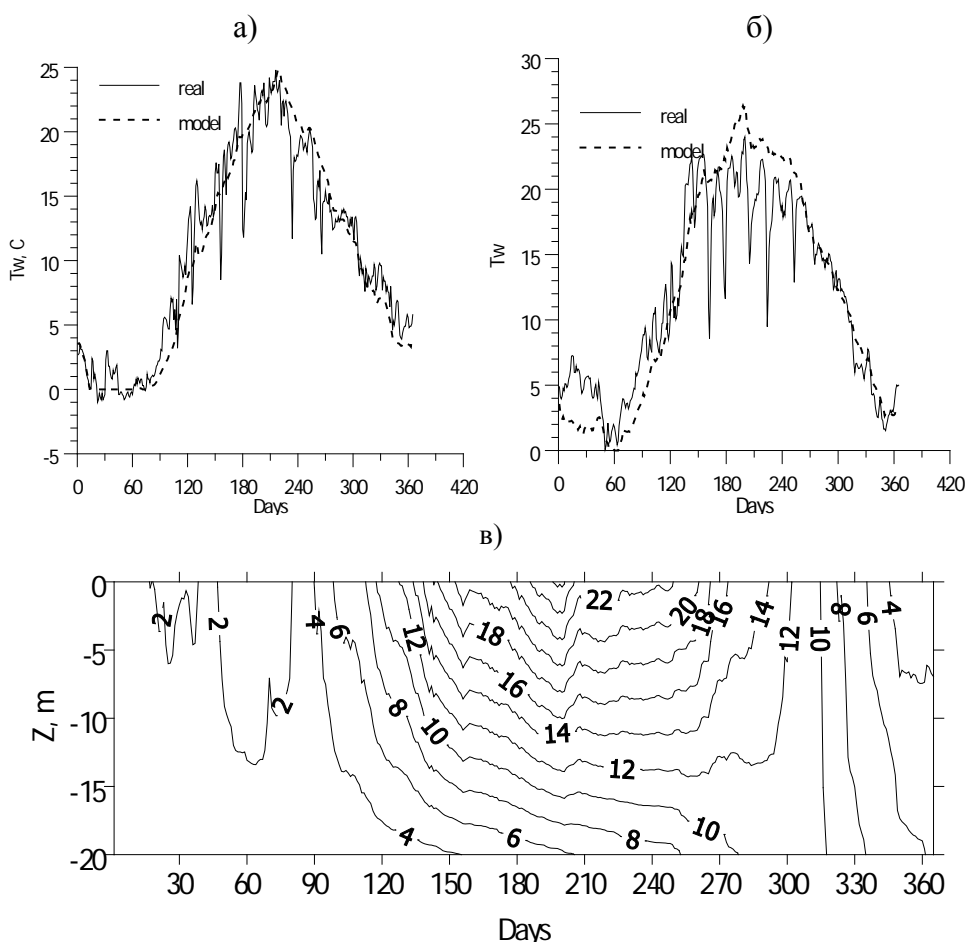 а)
25
20
15
10
5
0
-5
Tw, C
real
model
0 60 120 180 240 300 360 420
Days
б)
30
25
20
15
10
5
0
Tw
real
model
0 60 120 180 240 300 360 420
Days
в)
0
-5
-10
-15
-20
Z, m
2 2 2 4 6 12 18 16 14 12 8 10 4 6 8 10 22 20 18 16 14 12 10 8 6 4
30 60 90 120 150 180 210 240 270 300 330 360
Days